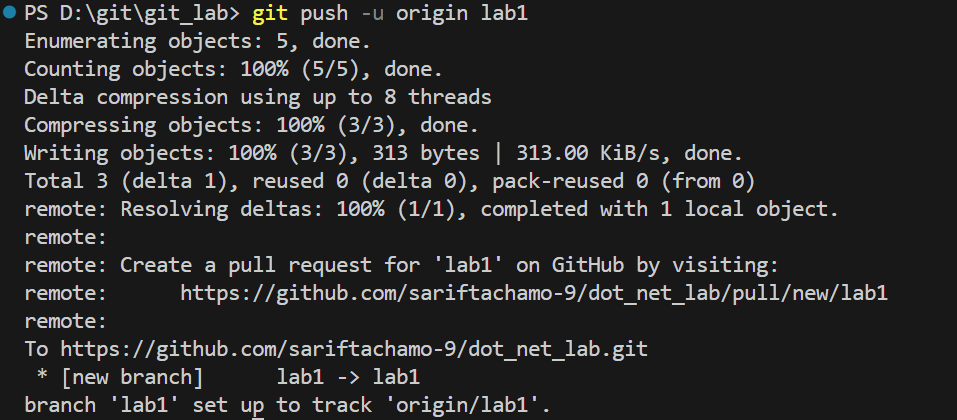 PS D:\git\git_lab> git push -u origin lab1
Enumerating objects: 5, done.
Counting objects: 100% (5/5), done.
Delta compression using up to 8 threads
Compressing objects: 100% (3/3), done.
Writing objects: 100% (3/3), 313 bytes | 313.00 KiB/s, done.
Total 3 (delta 1), reused 0 (delta 0), pack-reused 0 (from 0)
remote: Resolving deltas: 100% (1/1), completed with 1 local object.
remote:
remote: Create a pull request for 'lab1' on GitHub by visiting:
remote:      https://github.com/sariftachamo-9/dot_net_lab/pull/new/lab1
remote:
To https://github.com/sariftachamo-9/dot_net_lab.git
 * [new branch]      lab1 -> lab1
branch 'lab1' set up to track 'origin/lab1'.